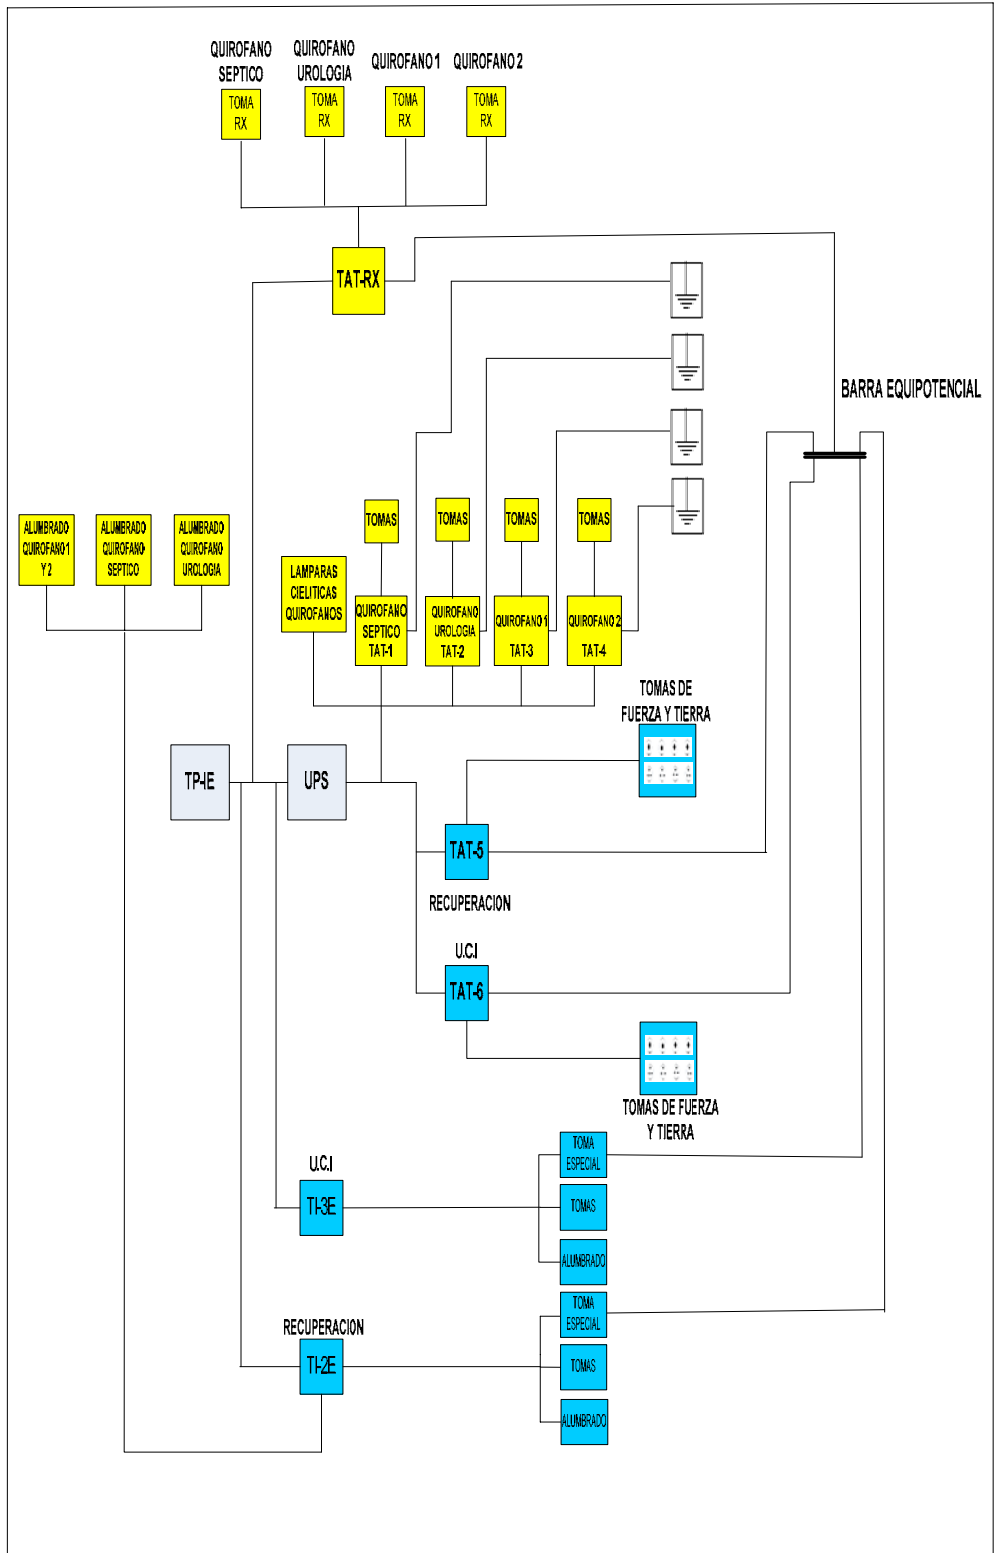 QUIROFANO
SEPTICO
QUIROFANO
UROLOGIA
QUIROFANO 1
QUIROFANO 2
TOMA
RX
TOMA
RX
TOMA
RX
TOMA
RX
TAT-RX
BARRA EQUIPOTENCIAL
ALUMBRADO
QUIROFANO 1
Y 2
ALUMBRADO
QUIROFANO
SEPTICO
ALUMBRADO
QUIROFANO
UROLOGIA
TOMAS
TOMAS
TOMAS
TOMAS
LAMPARAS
CIELITICAS
QUIROFANOS
QUIROFANO
SEPTICO
TAT-1
QUIROFANO
UROLOGIA
TAT-2
QUIROFANO 1
TAT-3
QUIROFANO 2
TAT-4
TOMAS DE
FUERZA Y TIERRA
TP-IE
UPS
TAT-5
RECUPERACION
U.C.I
TAT-6
TOMAS DE FUERZA
Y TIERRA
U.C.I
TI-3E
TOMA
ESPECIAL
TOMAS
ALUMBRADO
RECUPERACION
TI-2E
TOMA
ESPECIAL
TOMAS
ALUMBRADO